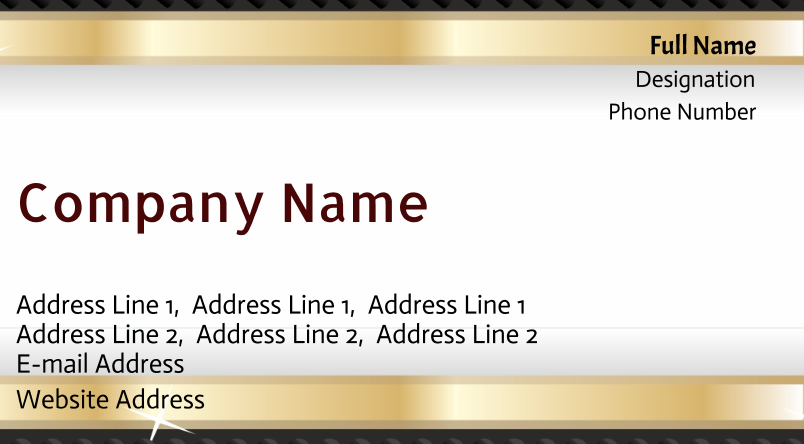 Full Name
Designation
Phone Number
Company Name
Address Line 1,  Address Line 1,  Address Line 1
Address Line 2,  Address Line 2,  Address Line 2
E-mail Address
Website Address